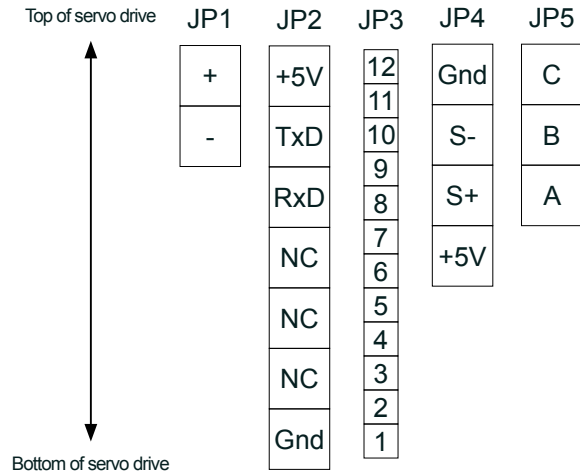 Top of servo drive JP1 JP2 JP3 JP4 JP5
+ +5V 12 Gnd C
11
- TxD 10 S- B
9
RxD 8 S+ A
7
NC 6 +5V
5
NC 4
3
NC 2
Gnd 1
Bottom of servo drive